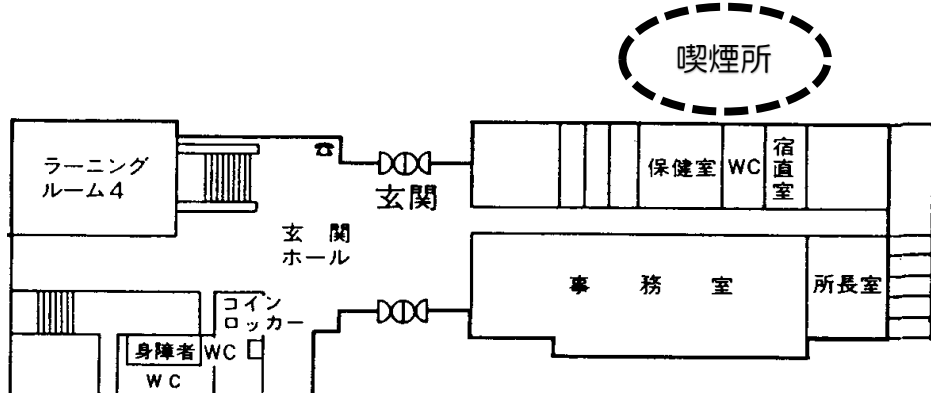 喫煙所
ラーニング
ルーム4
保健室
WC
宿直室
玄関
玄関
ホール
事務室
所長室
コイン
ロッカー
身障者
WC
WC